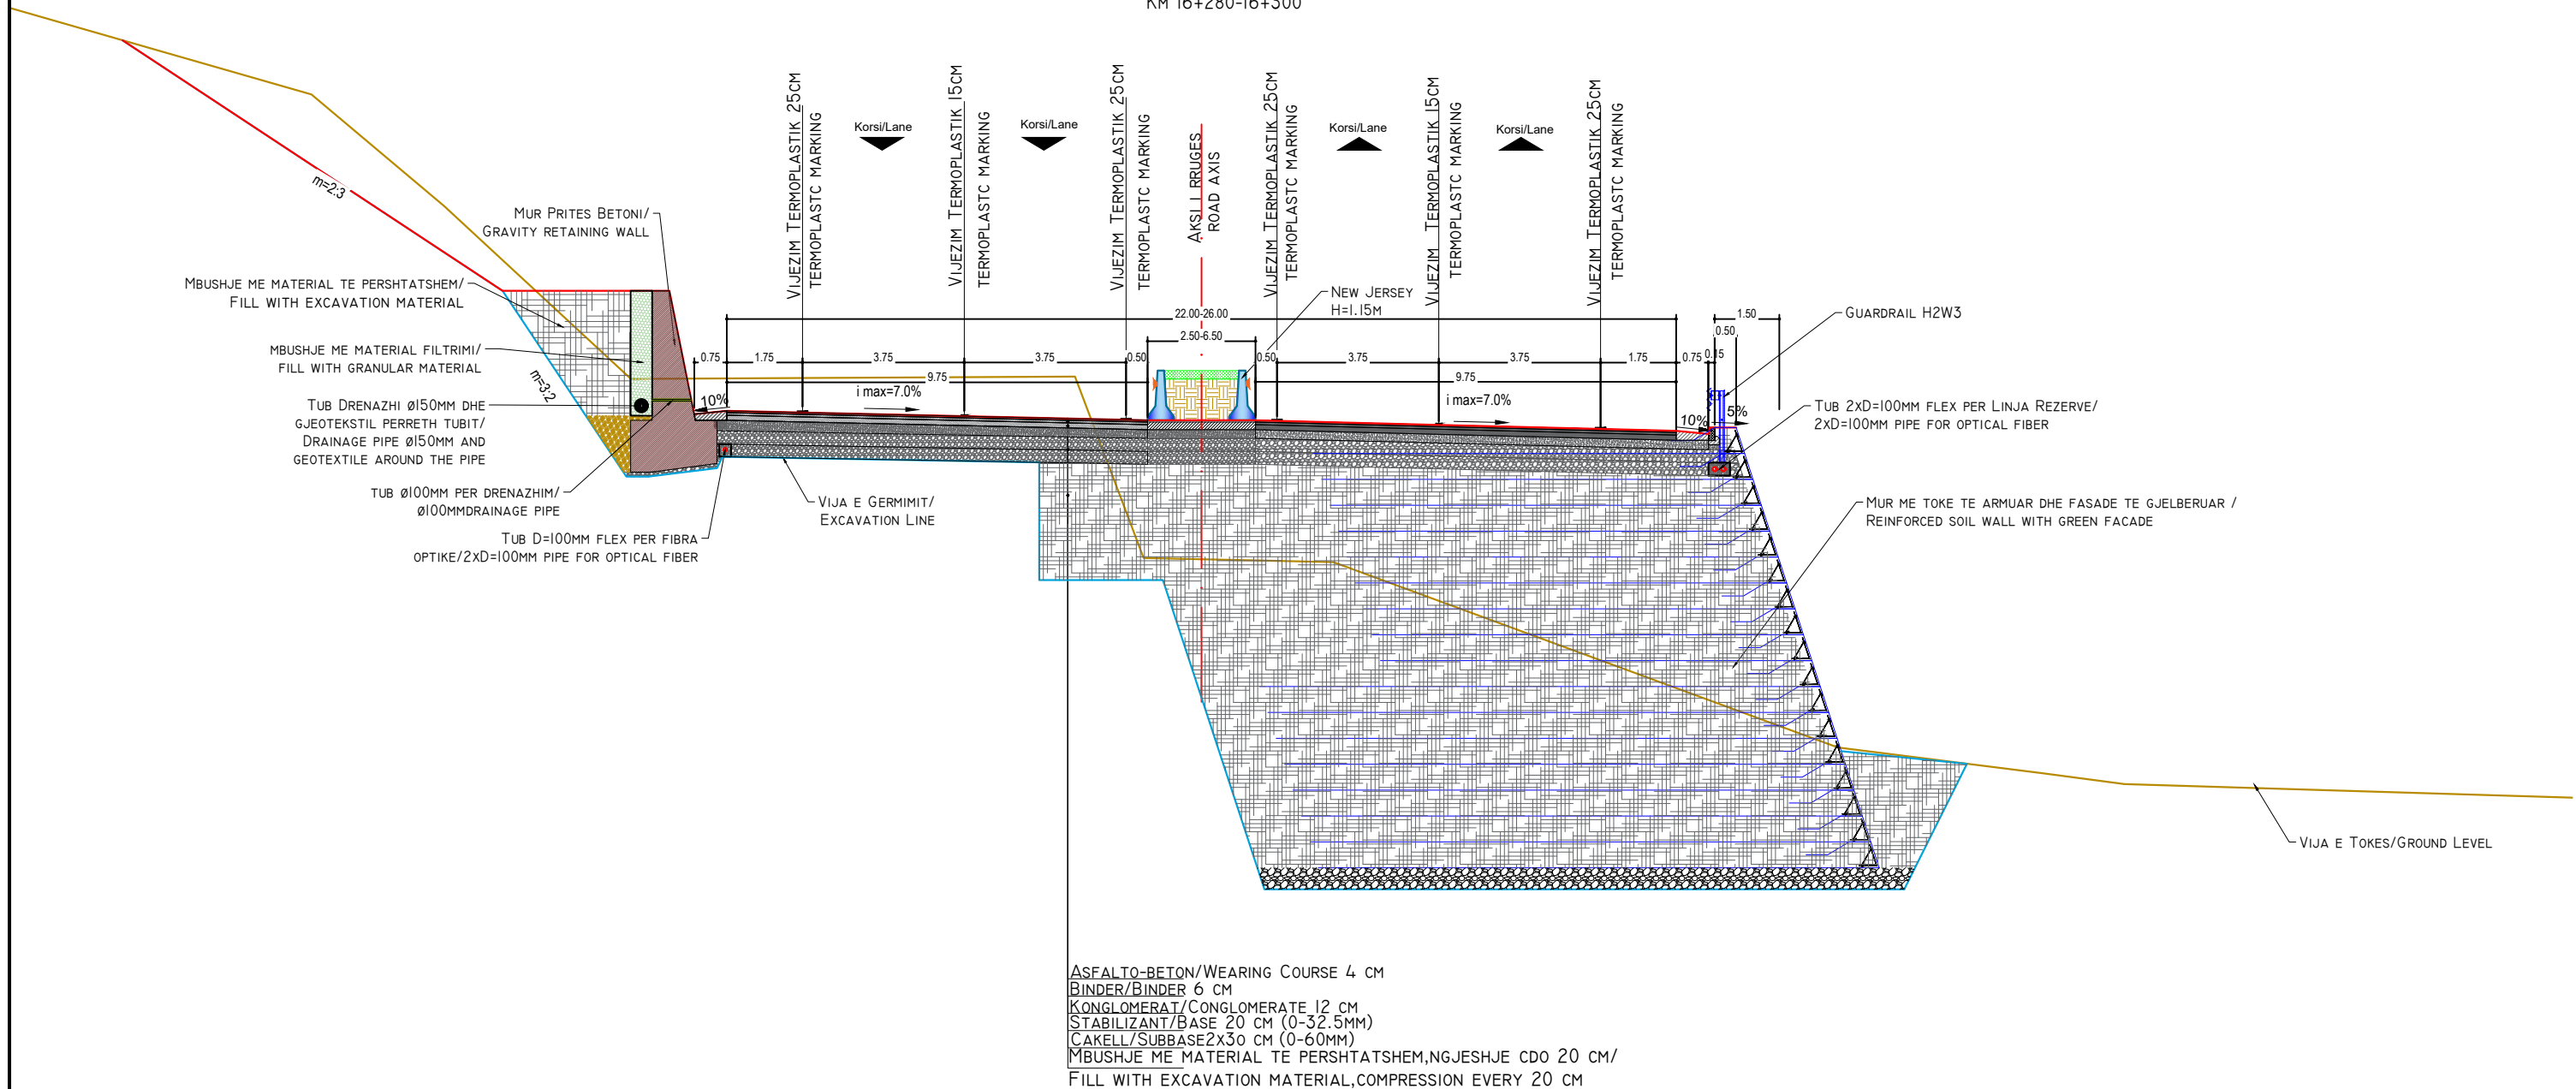 KM 16+280-16+300
VIJEZIM TERMOPLASTIK 25CM
TERMOPLASTC MARKING
Korsi/Lane
VIJEZIM TERMOPLASTIK 15CM
TERMOPLASTC MARKING
Korsi/Lane
VIJEZIM TERMOPLASTIK 25CM
TERMOPLASTC MARKING
AKSI I RRUGES
ROAD AXIS
VIJEZIM TERMOPLASTIK 25CM
TERMOPLASTC MARKING
Korsi/Lane
VIJEZIM TERMOPLASTIK 15CM
TERMOPLASTC MARKING
Korsi/Lane
VIJEZIM TERMOPLASTIK 25CM
TERMOPLASTC MARKING
m=2:3
MUR PRITES BETONI/
GRAVITY RETAINING WALL
MBUSHJE ME MATERIAL TE PERSHTATSHEM/
FILL WITH EXCAVATION MATERIAL
MBUSHJE ME MATERIAL FILTRIMI/
FILL WITH GRANULAR MATERIAL
m=3:2
TUB DRENAZHI Ø150MM DHE
GJEOTEKSTIL PERRETH TUBIT/
DRAINAGE PIPE Ø150MM AND
GEOTEXTILE AROUND THE PIPE
TUB Ø100MM PER DRENAZHIM/
Ø100MMDRAINAGE PIPE
TUB D=100MM FLEX PER FIBRA
OPTIKE/2XD=100MM PIPE FOR OPTICAL FIBER
VIJA E GERMIMIT/
EXCAVATION LINE
NEW JERSEY
H=1.15M
22.00-26.00
2.50-6.50
1.50
0.50
0.75 1.75 3.75 3.75 0.50 0.50 3.75 3.75 1.75 0.75 0.15
9.75 9.75
10% i max=7.0% i max=7.0% 10% 5%
GUARDRAIL H2W3
TUB 2XD=100MM FLEX PER LINJA REZERVE/
2XD=100MM PIPE FOR OPTICAL FIBER
MUR ME TOKE TE ARMUAR DHE FASADE TE GJELBERUAR /
REINFORCED SOIL WALL WITH GREEN FACADE
VIJA E TOKES/GROUND LEVEL
ASFALTO-BETON/WEARING COURSE 4 CM
BINDER/BINDER 6 CM
KONGLOMERAT/CONGLOMERATE 12 CM
STABILIZANT/BASE 20 CM (0-32.5MM)
CAKELL/SUBBASE2X30 CM (0-60MM)
MBUSHJE ME MATERIAL TE PERSHTATSHEM,NGJESHJE CDO 20 CM/
FILL WITH EXCAVATION MATERIAL,COMPRESSION EVERY 20 CM